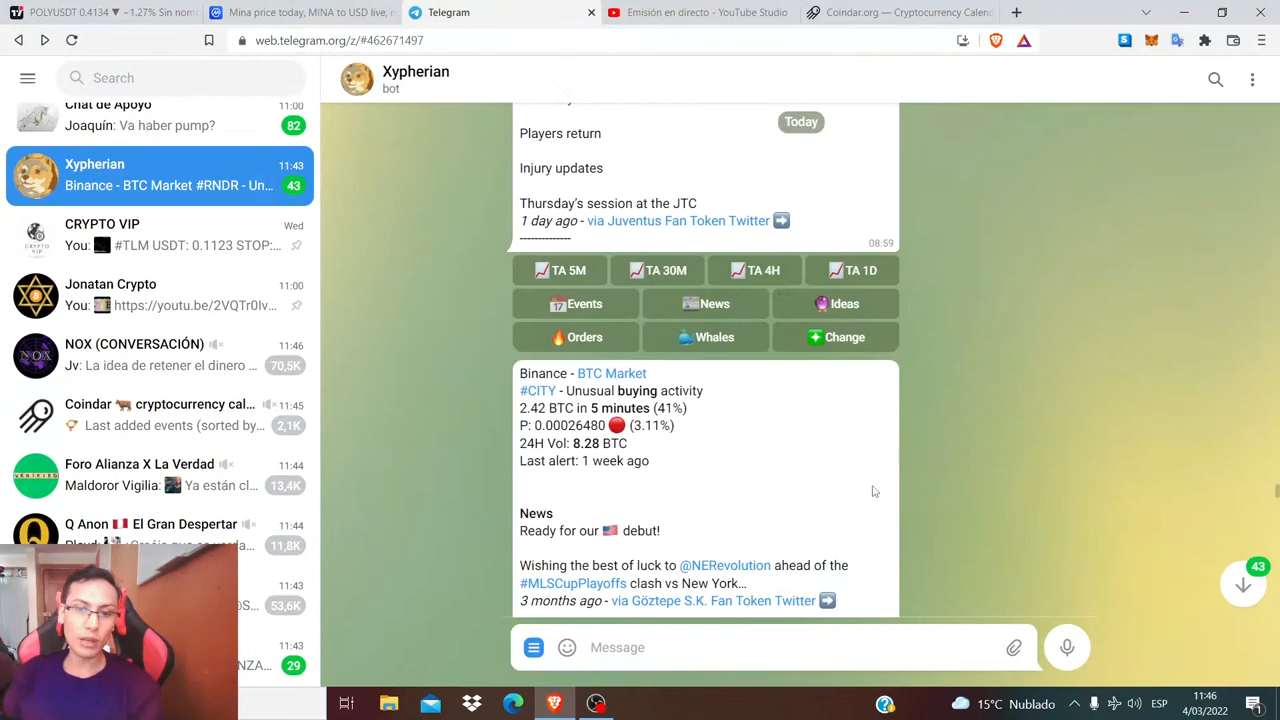 POLYUSDT 0.4134 ▼ −1.27% Sin nom
Mina price today, MINA to USD live, m
Telegram
Emisión en directo - YouTube Studio
Coindar.org — Cryptocurrency Calend
web.telegram.org/z/#462671497
Search
Xypherian
bot
Chat de Apoyo
11:00
Joaquín: Va haber pump?
82
Xypherian
11:43
Binance - BTC Market #RNDR - Un...
43
CRYPTO VIP
Wed
You: #TLM USDT: 0.1123 STOP:...
Jonatan Crypto
11:00
You: https://youtu.be/2VQTr0Iv...
NOX (CONVERSACIÓN)
11:46
Jv: La idea de retener el dinero ...
70,5K
Coindar 🐂 cryptocurrency cal...
11:45
Last added events (sorted by...
2,1K
Foro Alianza X La Verdad
11:44
Maldoror Vigilia: Ya están cl...
13,4K
Q Anon 🇵🇪 El Gran Despertar
11:44
11,8K
11:43
53,6K
11:43
29
Today
Players return
Injury updates
Thursday's session at the JTC
1 day ago - via Juventus Fan Token Twitter ➡️
--------------
08:59
📈TA 5M
📈TA 30M
📈TA 4H
📈TA 1D
📅Events
📰News
🔮Ideas
🔥Orders
🐳Whales
❇️Change
Binance - BTC Market
#CITY - Unusual buying activity
2.42 BTC in 5 minutes (41%)
P: 0.00026480 🔴 (3.11%)
24H Vol: 8.28 BTC
Last alert: 1 week ago
News
Ready for our 🇺🇸 debut!
Wishing the best of luck to @NERevolution ahead of the
#MLSCupPlayoffs clash vs New York...
3 months ago - via Göztepe S.K. Fan Token Twitter ➡️
43
Message
15°C Nublado
ESP
11:46
4/03/2022
1